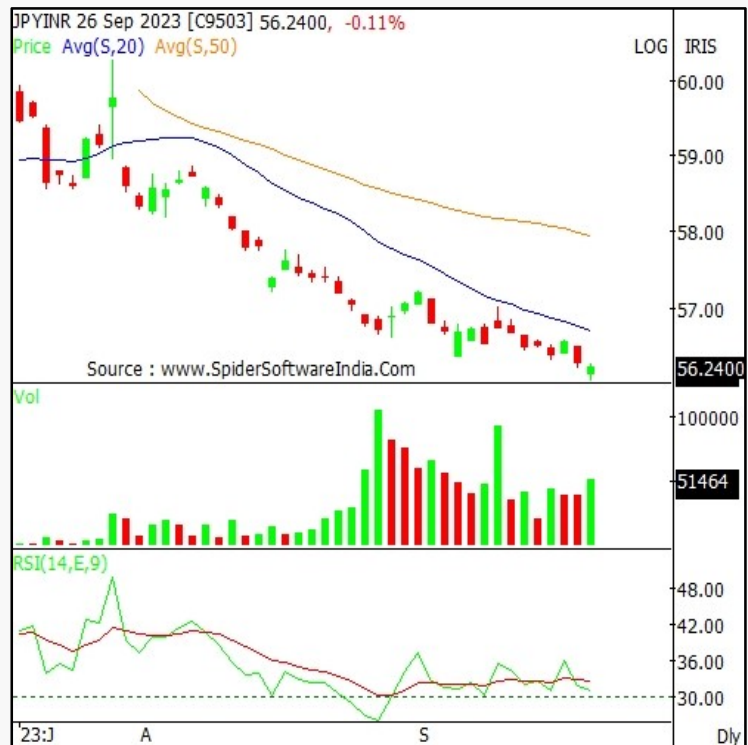 JPYINR 26 Sep 2023 [C9503] 56.2400, -0.11%
Price Avg(S,20) Avg(S,50) LOG IRIS
60.00
59.00
58.00
57.00
Source : www.SpiderSoftwareIndia.Com 56.2400
Vol
100000
51464
RSI(14,E,9)
48.00
42.00
36.00
30.00
'23:J A S Dly